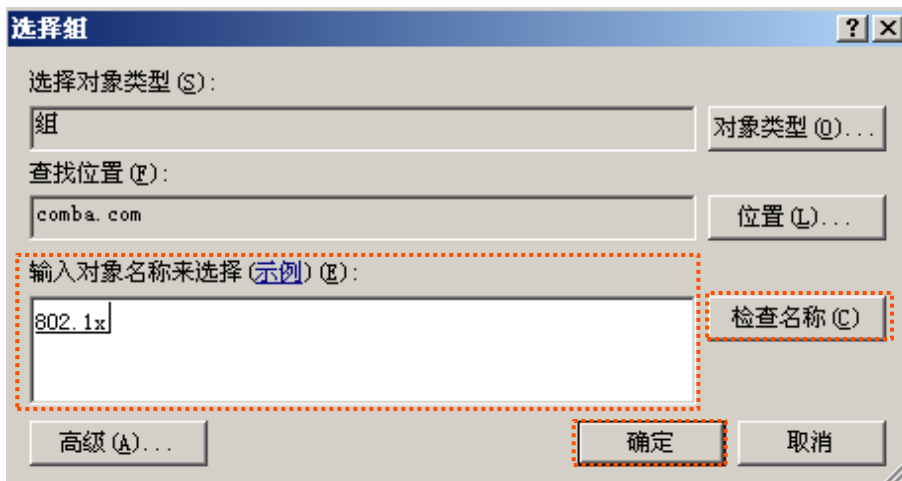 选择组
选择对象类型(S):
组
对象类型(O)...
查找位置(F):
comba.com
位置(L)...
输入对象名称来选择(示例)(E):
802.1x
检查名称(C)
高级(A)...
确定
取消